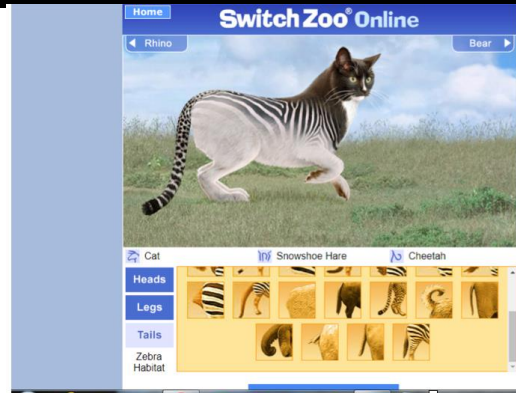 Home
Switch Zoo® Online
Rhino
Bear
Cat
Snowshoe Hare
Cheetah
Heads
Legs
Tails
Zebra
Habitat